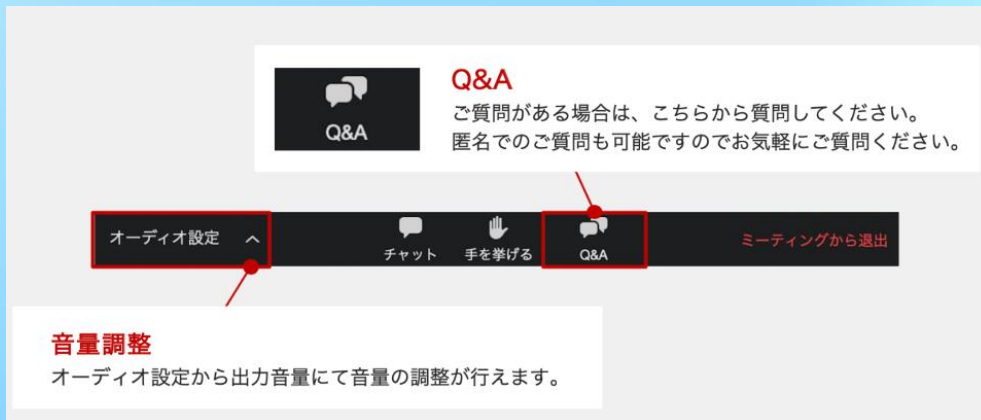 Q&A
Q&A
ご質問がある場合は、こちらから質問してください。
匿名でのご質問も可能ですのでお気軽にご質問ください。
オーディオ設定
チャット
手を挙げる
Q&A
ミーティングから退出
音量調整
オーディオ設定から出力音量にて音量の調整が行えます。